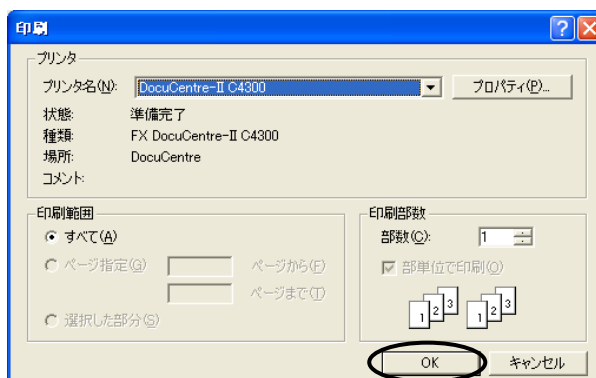 印刷
プリンタ
プリンタ名(N): DocuCentre-II C4300 プロパティ(P)...
状態: 準備完了
種類: FX DocuCentre-II C4300
場所: DocuCentre
コメント:
印刷範囲
すべて(A)
ページ指定(G) ページから(F)
ページまで(T)
選択した部分(S)
印刷部数
部数(C): 1
部単位で印刷(O)
1 2 3 1 2 3
OK キャンセル